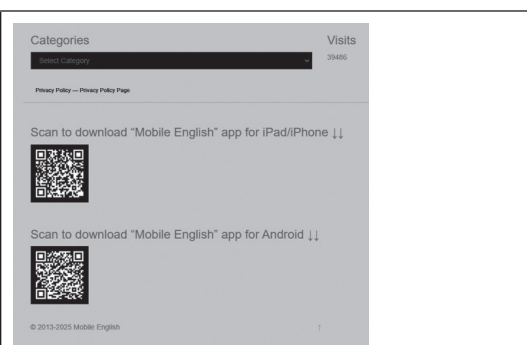 Categories
Visits
Select Category
39486
Privacy Policy — Privacy Policy Page
Scan to download “Mobile English” app for iPad/iPhone ↓↓
Scan to download “Mobile English” app for Android ↓↓
© 2013-2025 Mobile English ↑